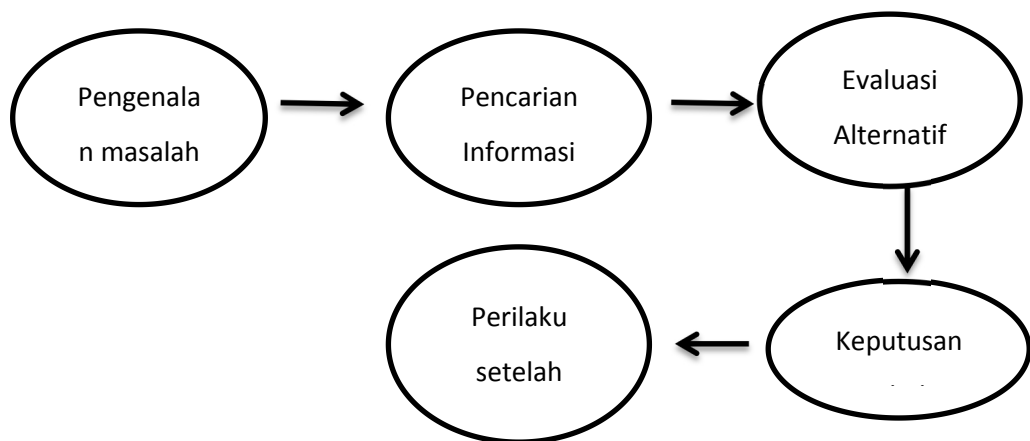 Pengenala
n masalah
Pencarian
Informasi
Evaluasi
Alternatif
Keputusan
Perilaku
setelah